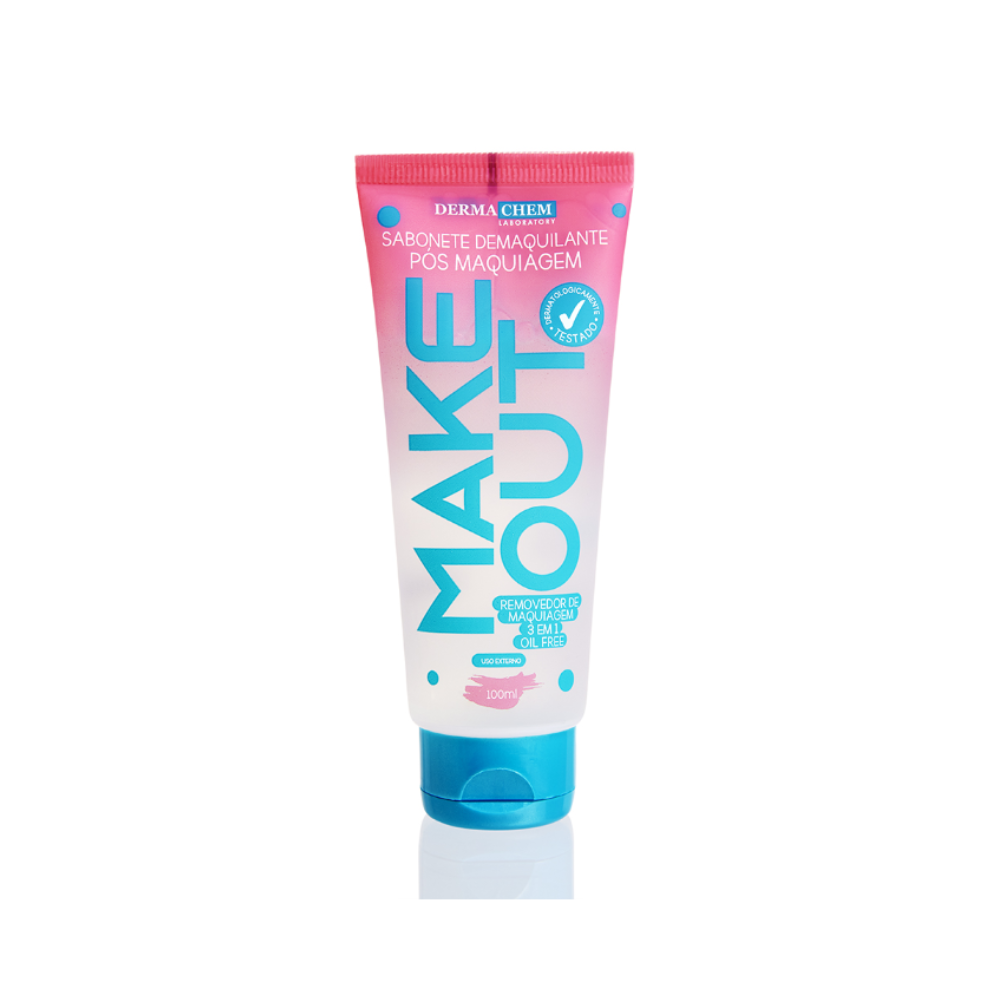 DERMA CHEM
LABORATORY
SABONETE DEMAQUILANTE
PÓS MAQUIAGEM
DERMATOLOGICAMENTE
TESTADO
MAKE
OUT
REMOVEDOR DE
MAQUIAGEM
3 EM 1
OIL FREE
USO EXTERNO
100ml